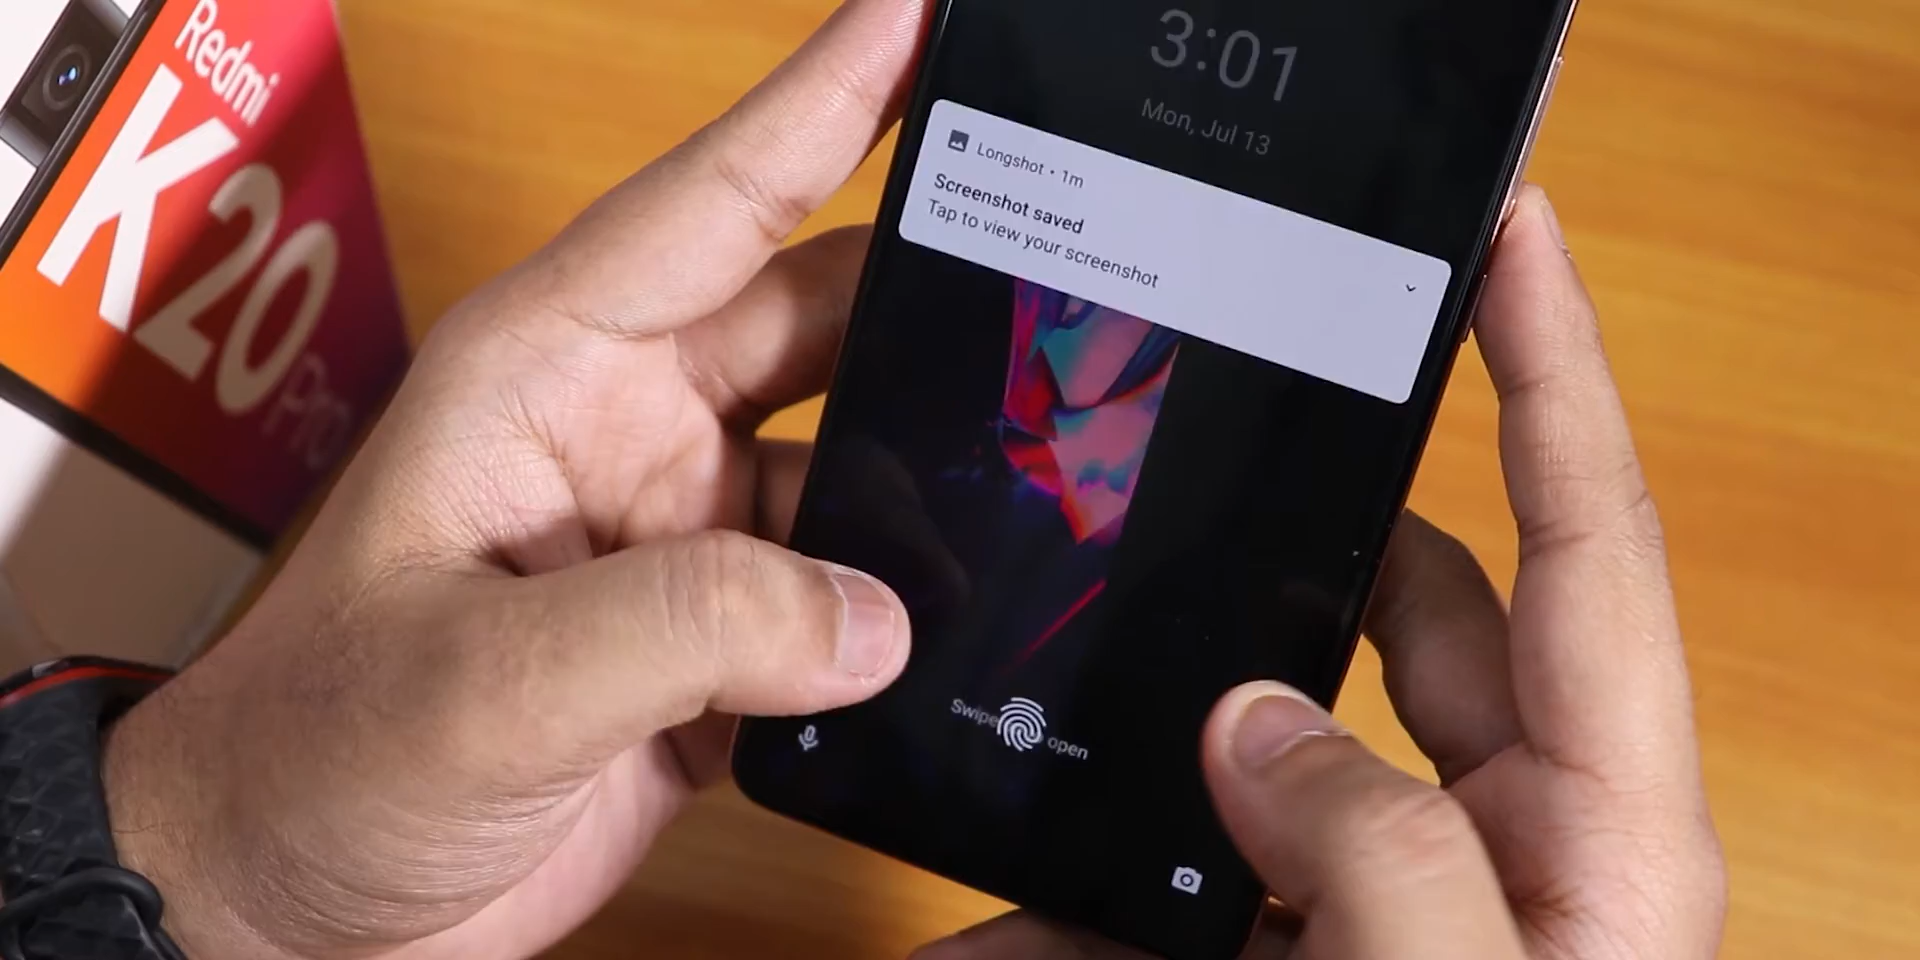 Redmi
K20
Pro
3:01
Mon, Jul 13
Longshot • 1m
Screenshot saved
Tap to view your screenshot
Swipe open